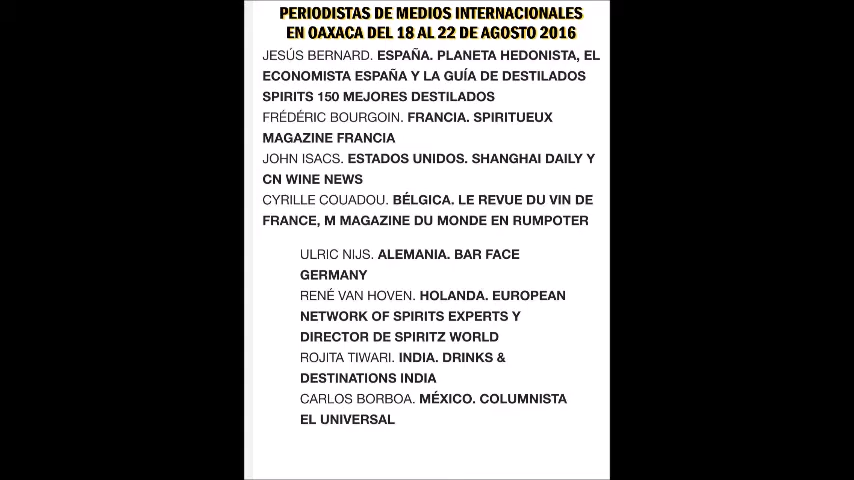 PERIODISTAS DE MEDIOS INTERNACIONALES
EN OAXACA DEL 18 AL 22 DE AGOSTO 2016
JESÚS BERNARD. ESPAÑA. PLANETA HEDONISTA, EL
ECONOMISTA ESPAÑA Y LA GUÍA DE DESTILADOS
SPIRITS 150 MEJORES DESTILADOS
FRÉDÉRIC BOURGOIN. FRANCIA. SPIRITUEUX
MAGAZINE FRANCIA
JOHN ISACS. ESTADOS UNIDOS. SHANGHAI DAILY Y
CN WINE NEWS
CYRILLE COUADOU. BÉLGICA. LE REVUE DU VIN DE
FRANCE, M MAGAZINE DU MONDE EN RUMPOTER
ULRIC NIJS. ALEMANIA. BAR FACE
GERMANY
RENÉ VAN HOVEN. HOLANDA. EUROPEAN
NETWORK OF SPIRITS EXPERTS Y
DIRECTOR DE SPIRITZ WORLD
ROJITA TIWARI. INDIA. DRINKS &
DESTINATIONS INDIA
CARLOS BORBOA. MÉXICO. COLUMNISTA
EL UNIVERSAL